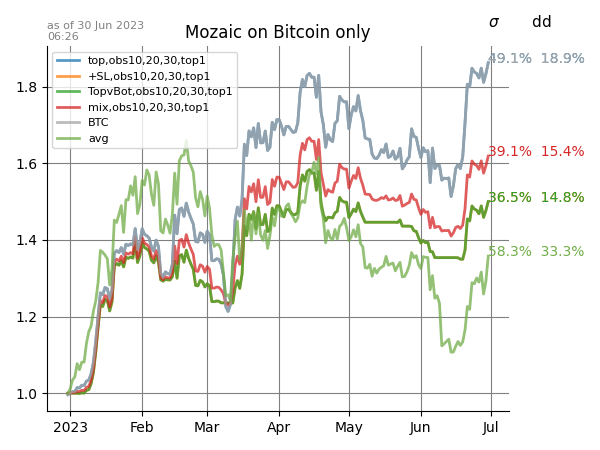 as of 30 Jun 2023
06:26
Mozaic on Bitcoin only
σ dd
top,obs10,20,30,top1
+SL,obs10,20,30,top1
TopvBot,obs10,20,30,top1
mix,obs10,20,30,top1
BTC
avg
49.1% 18.9%
39.1% 15.4%
36.5% 14.8%
58.3% 33.3%
1.8
1.6
1.4
1.2
1.0
2023 Feb Mar Apr May Jun Jul